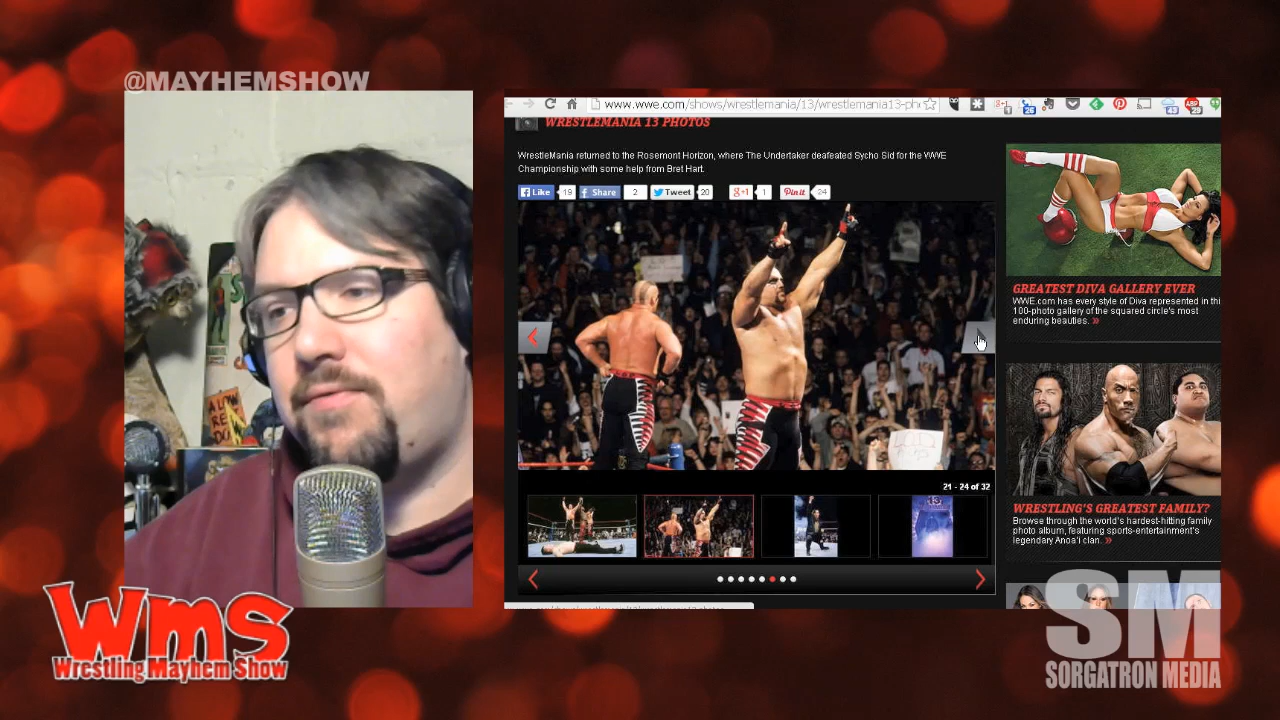 @MAYHEMSHOW
www.wwe.com/shows/wrestlemania/13/wrestlemania13-ph
WRESTLEMANIA 13 PHOTOS
WrestleMania returned to the Rosemont Horizon, where The Undertaker deafeated Sycho Sid for the WWE
Championship with some help from Bret Hart.
Like 19 Share 2 Tweet 20 +1 1 Pin it 24
GREATEST DIVA GALLERY EVER
WWE.com has every style of Diva represented in thi
100-photo gallery of the squared circle's most
enduring beauties. »
21 - 24 of 32
WRESTLING'S GREATEST FAMILY?
Browse through the world's hardest-hitting family
photo album, featuring sports-entertainment's
legendary Anoa'i clan. »
wms
Wrestling Mayhem Show
SM
SORGATRON MEDIA